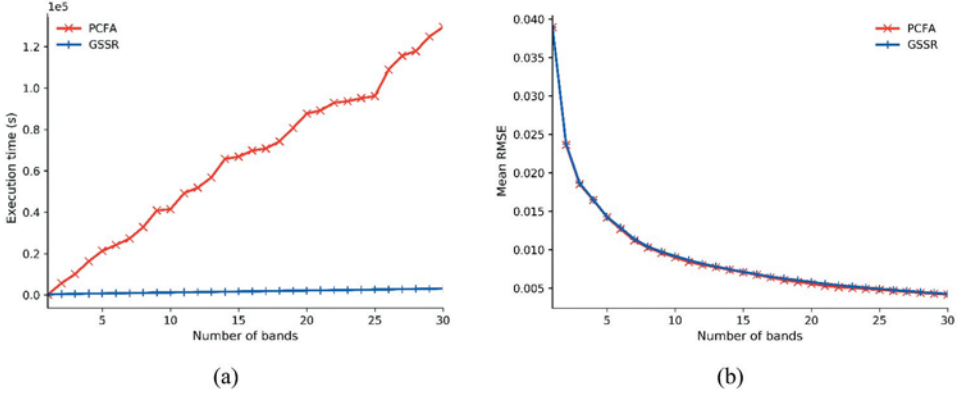 1e5
PCFA
GSSR
1.2
1.0
0.8
0.6
0.4
0.2
0.0
Execution time (s)
5 10 15 20 25 30
Number of bands
(a)
PCFA
GSSR
0.040
0.035
0.030
0.025
0.020
0.015
0.010
0.005
Mean RMSE
5 10 15 20 25 30
Number of bands
(b)